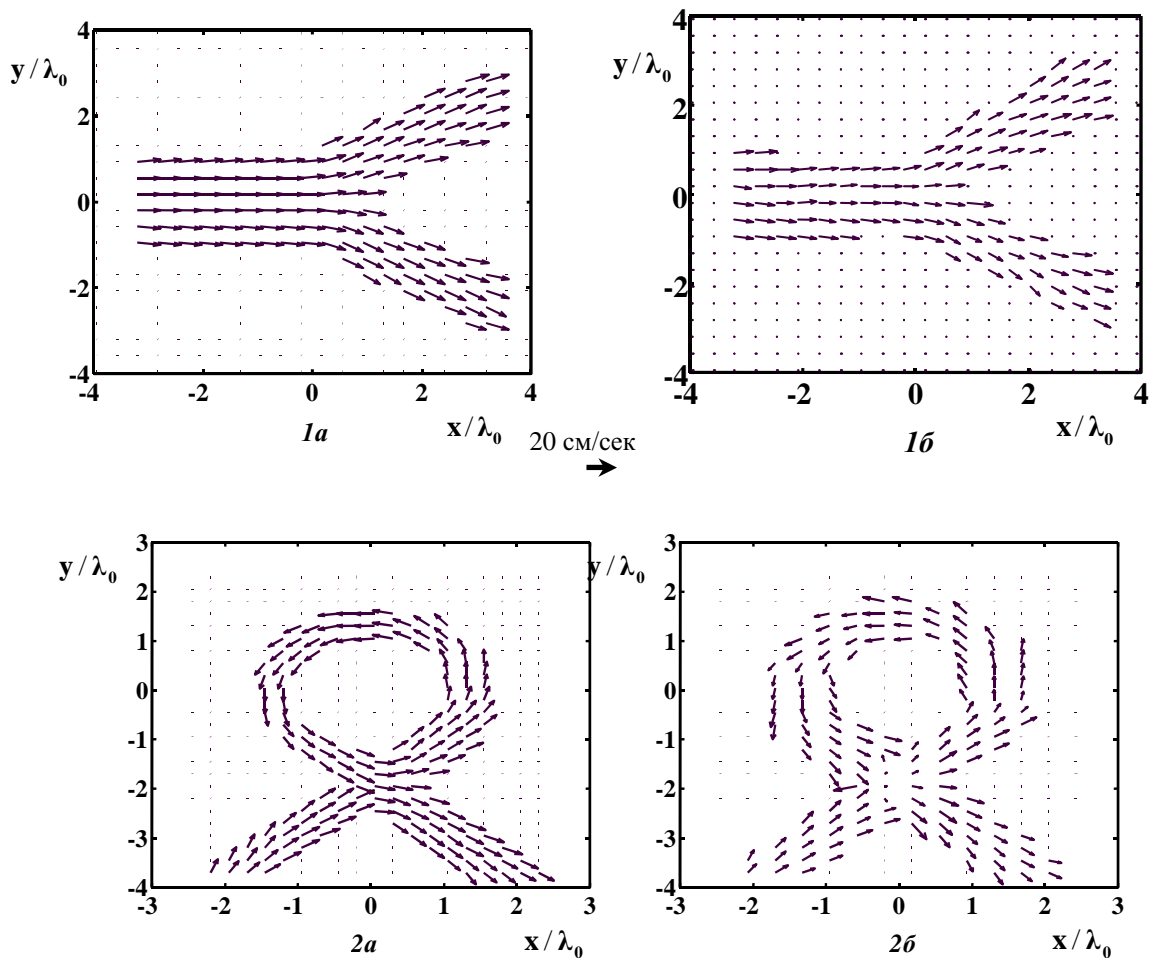 4 4
y / λ₀ y / λ₀
2 2
0 0
-2 -2
-4 -4
-4 -2 0 2 4 -4 -2 0 2 4
1а x / λ₀ 1б x / λ₀
20 см/сек
3 3
y / λ₀ y / λ₀
2 2
1 1
0 0
-1 -1
-2 -2
-3 -3
-4 -4
-3 -2 -1 0 1 2 3 -3 -2 -1 0 1 2 3
2а x / λ₀ 2б x / λ₀